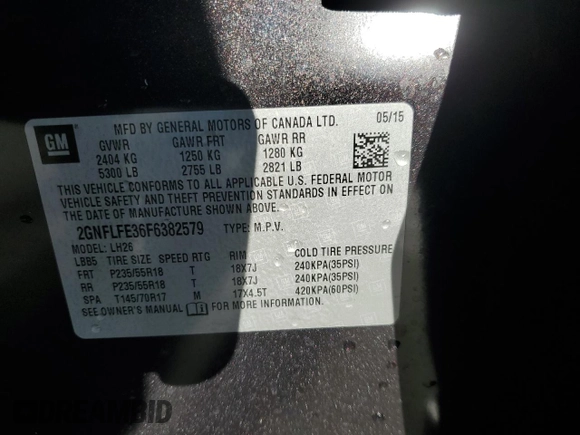 GM
MFD BY GENERAL MOTORS OF CANADA LTD. 05/15
GVWR GAWR FRT GAWR RR
2404 KG 1250 KG 1280 KG
5300 LB 2755 LB 2821 LB
THIS VEHICLE CONFORMS TO ALL APPLICABLE U.S. FEDERAL MOTOR
VEHICLE SAFETY AND THEFT PREVENTION STANDARDS IN EFFECT ON
THE DATE OF MANUFACTURE SHOWN ABOVE.
2GNFLFE36F6382579 TYPE: M.P.V.
MODEL: LH26
LBB5 TIRE SIZE SPEED RTG RIM COLD TIRE PRESSURE
FRT P235/55R18 T 18X7J 240KPA(35PSI)
RR P235/55R18 T 18X7J 240KPA(35PSI)
SPA T145/70R17 M 17X4.5T 420KPA(60PSI)
SEE OWNER'S MANUAL FOR MORE INFORMATION.